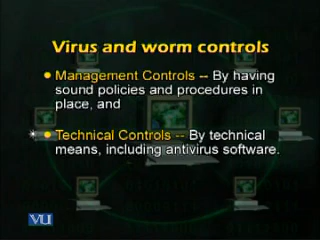 Virus and worm controls
● Management Controls -- By having
sound policies and procedures in
place, and
● Technical Controls -- By technical
means, including antivirus software.
VU